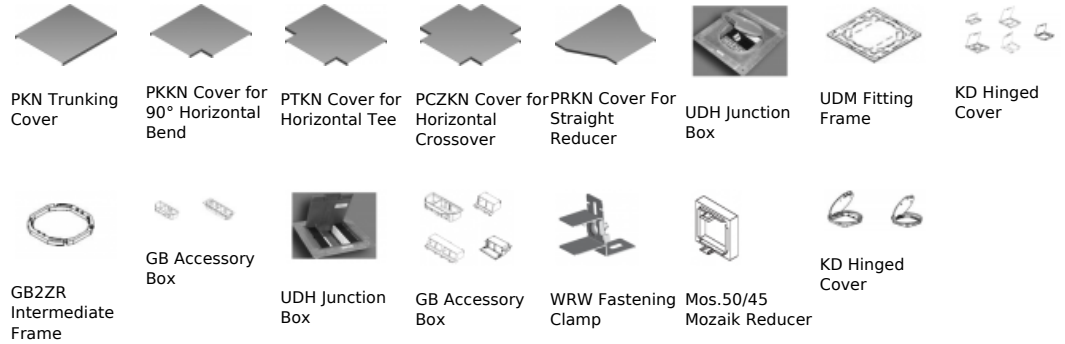 PKN Trunking
Cover
PKKN Cover for
90° Horizontal
Bend
PTKN Cover for
Horizontal Tee
PCZKN Cover for
Horizontal
Crossover
PRKN Cover For
Straight
Reducer
UDH Junction
Box
UDM Fitting
Frame
KD Hinged
Cover
GB2ZR
Intermediate
Frame
GB Accessory
Box
UDH Junction
Box
GB Accessory
Box
WRW Fastening
Clamp
Mos.50/45
Mozaik Reducer
KD Hinged
Cover